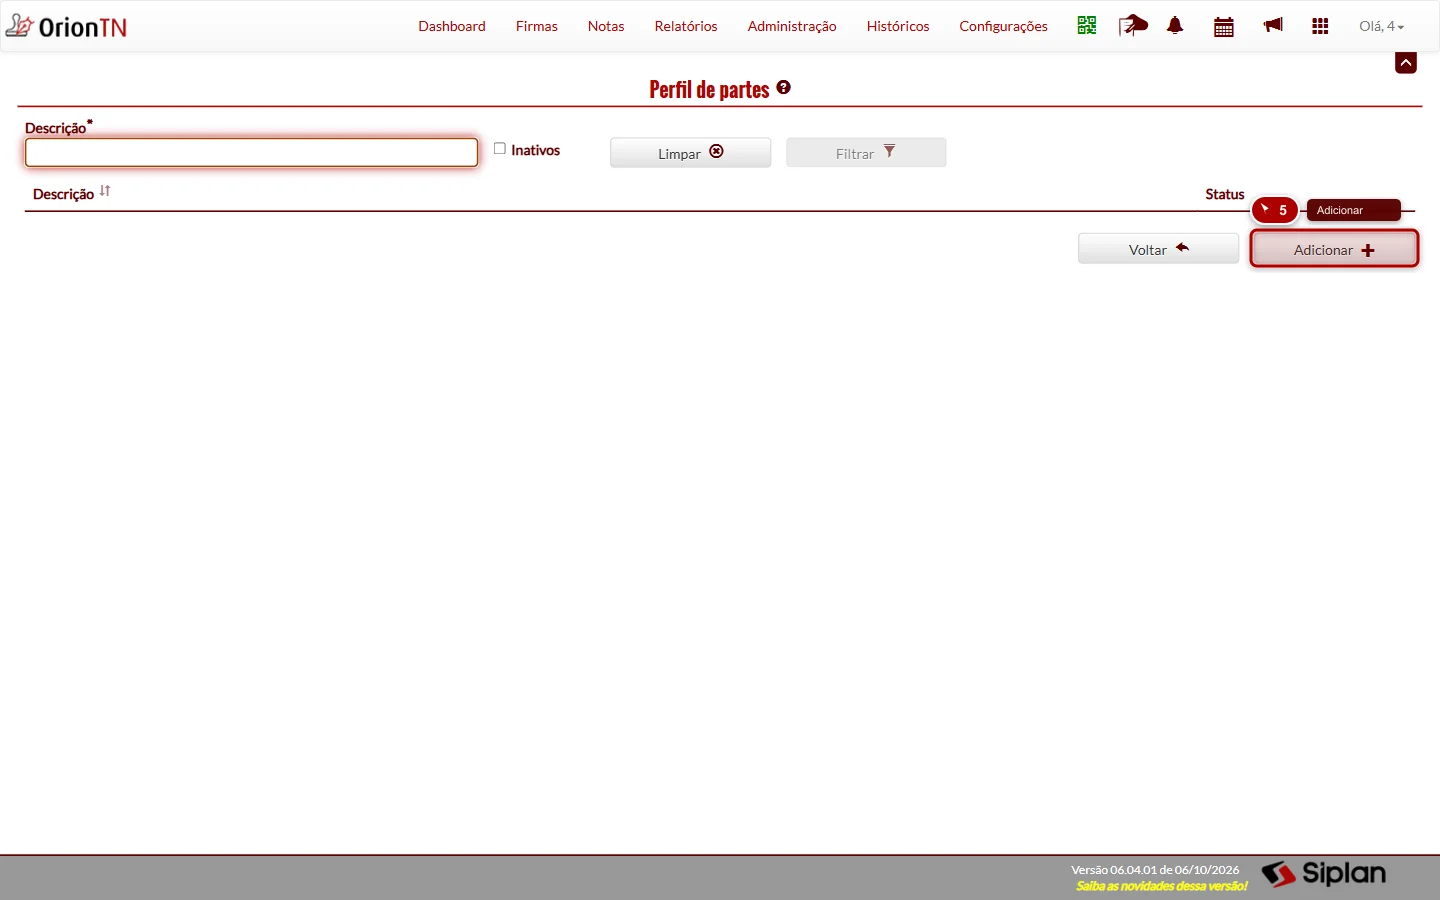 OrionTN Dashboard Firmas Notas Relatórios Administração Históricos Configurações Olá, 4
Perfil de partes
Descrição*
Inativos Limpar Filtrar
Descrição Status
5 Adicionar
Voltar Adicionar
Versão 06.04.01 de 06/10/2026
Saiba as novidades dessa versão!
Siplan